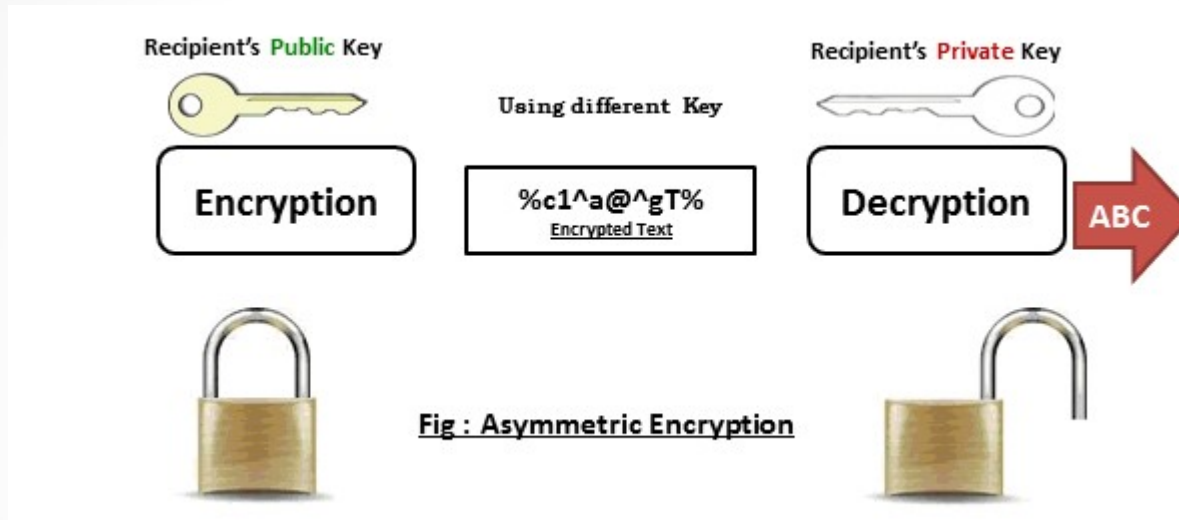 Recipient's Public Key
Recipient's Private Key
Using different Key
Encryption
%c1^a@^gT%
Encrypted Text
Decryption
ABC
Fig : Asymmetric Encryption